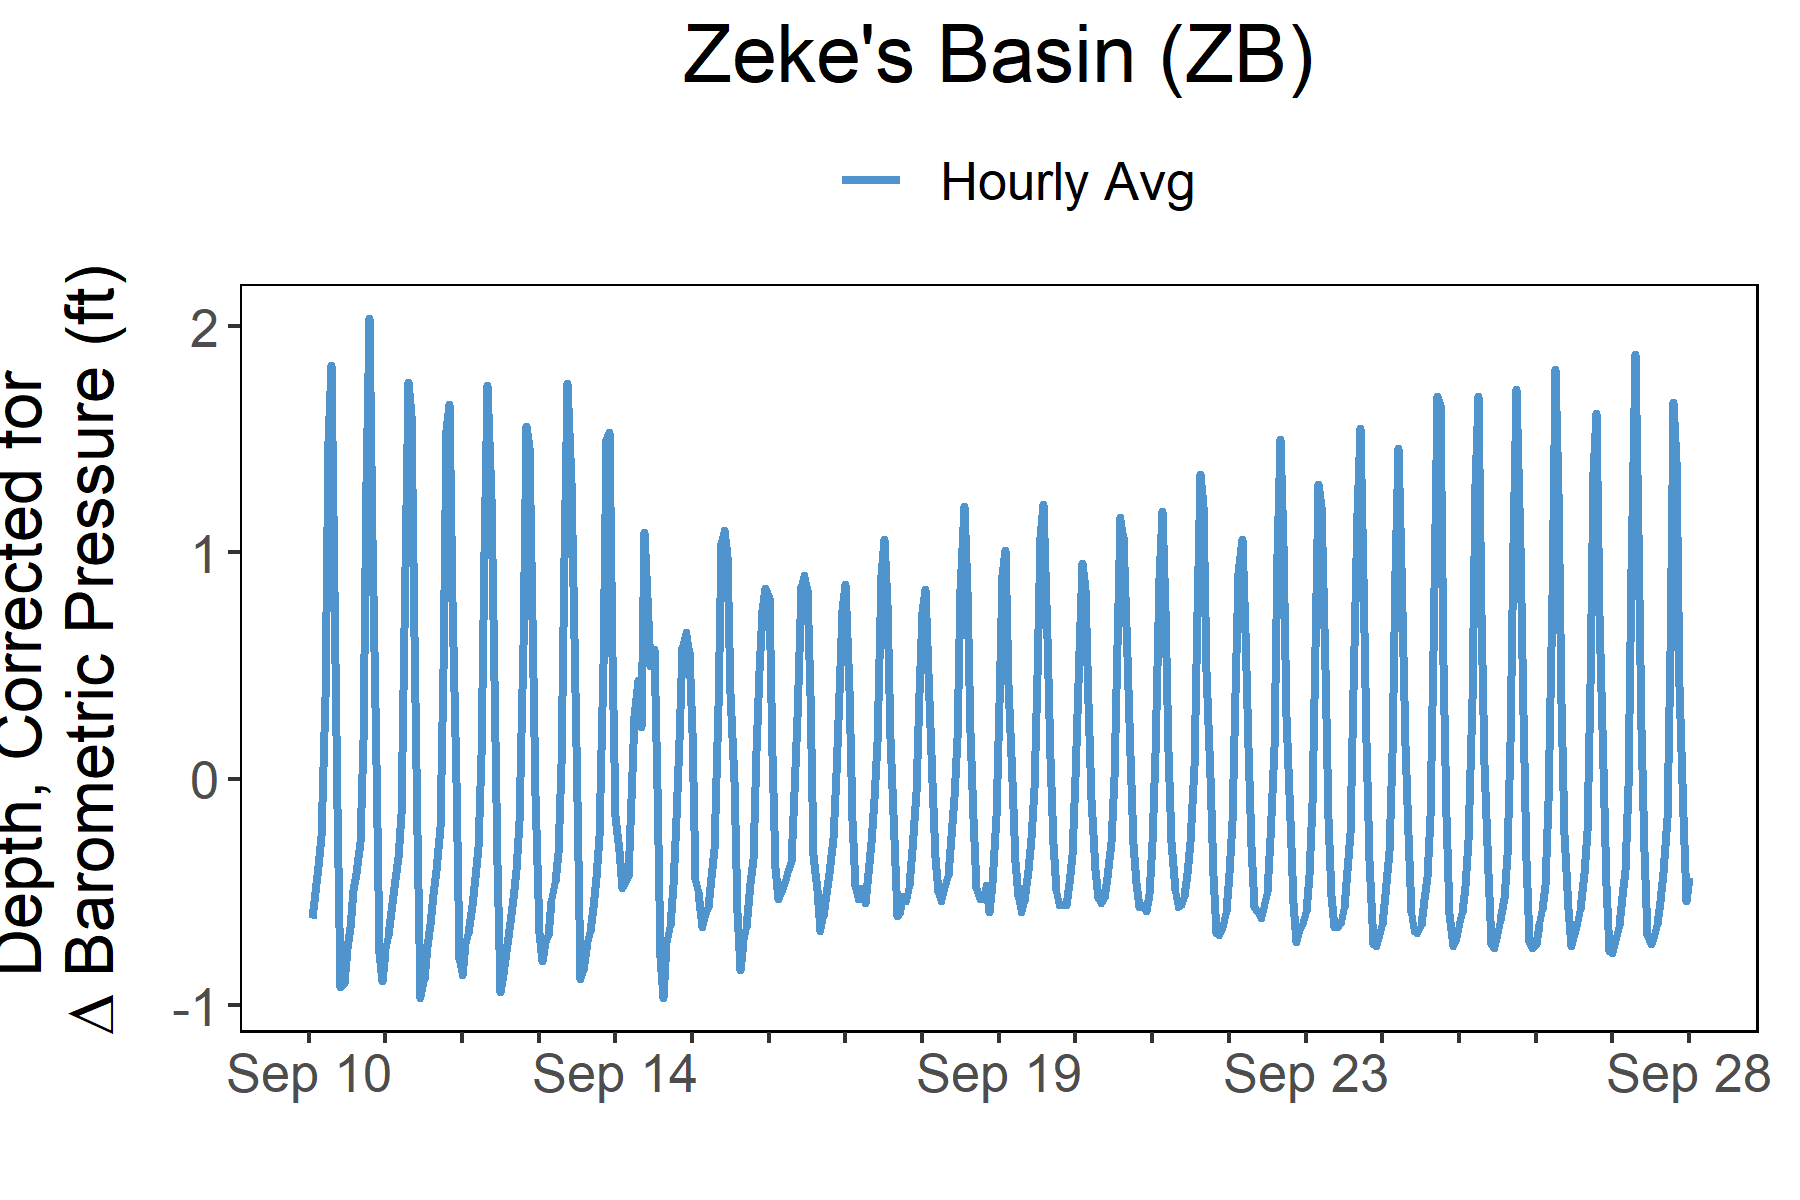 Zeke's Basin (ZB)
Hourly Avg
Depth, Corrected for
Δ Barometric Pressure (ft)
2
1
0
-1
Sep 10 Sep 14 Sep 19 Sep 23 Sep 28